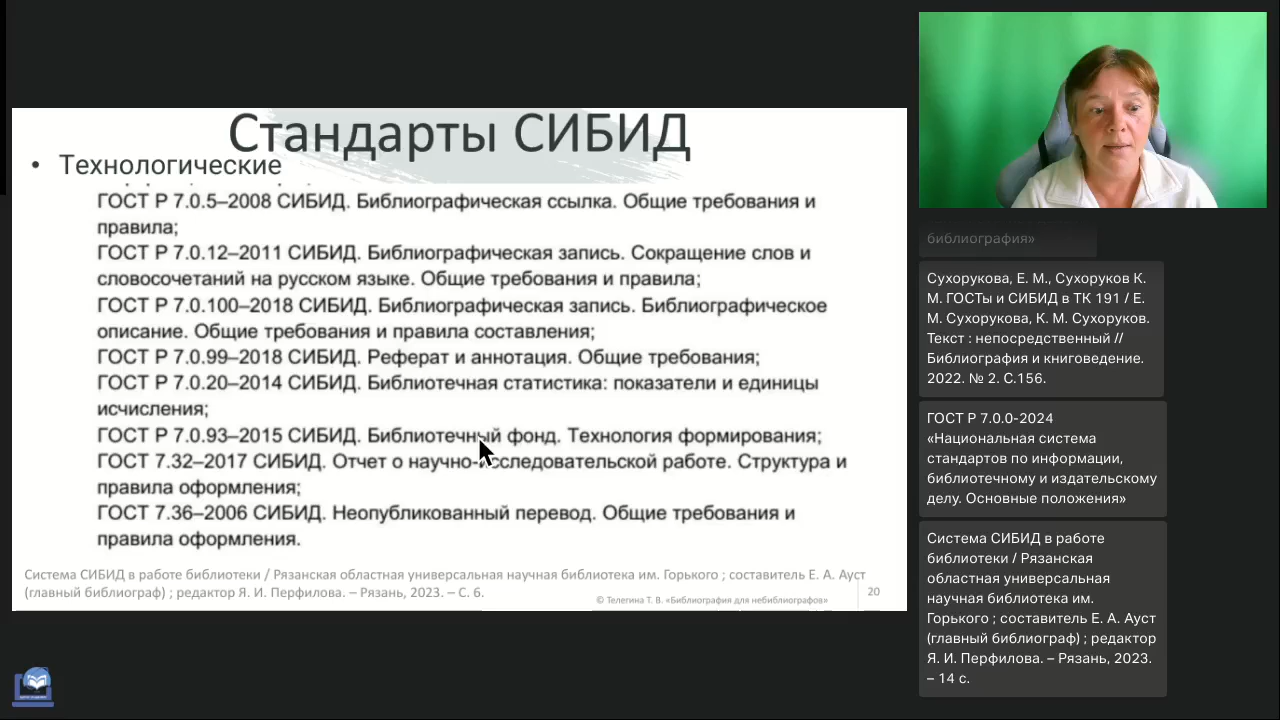 Стандарты СИБИД
• Технологические
ГОСТ Р 7.0.5–2008 СИБИД. Библиографическая ссылка. Общие требования и
правила;
ГОСТ Р 7.0.12–2011 СИБИД. Библиографическая запись. Сокращение слов и
словосочетаний на русском языке. Общие требования и правила;
ГОСТ Р 7.0.100–2018 СИБИД. Библиографическая запись. Библиографическое
описание. Общие требования и правила составления;
ГОСТ Р 7.0.99–2018 СИБИД. Реферат и аннотация. Общие требования;
ГОСТ Р 7.0.20–2014 СИБИД. Библиотечная статистика: показатели и единицы
исчисления;
ГОСТ Р 7.0.93–2015 СИБИД. Библиотечный фонд. Технология формирования;
ГОСТ 7.32–2017 СИБИД. Отчет о научно-исследовательской работе. Структура и
правила оформления;
ГОСТ 7.36–2006 СИБИД. Неопубликованный перевод. Общие требования и
правила оформления.
Система СИБИД в работе библиотеки / Рязанская областная универсальная научная библиотека им. Горького ; составитель Е. А. Ауст
(главный библиограф) ; редактор Я. И. Перфилова. – Рязань, 2023. – С. 6.
© Телегина Т. В. «Библиография для небиблиографов»
20
библиография»
Сухорукова, Е. М., Сухоруков К.
М. ГОСТы и СИБИД в ТК 191 / Е.
М. Сухорукова, К. М. Сухоруков.
Текст : непосредственный //
Библиография и книговедение.
2022. № 2. С.156.
ГОСТ Р 7.0.0-2024
«Национальная система
стандартов по информации,
библиотечному и издательскому
делу. Основные положения»
Система СИБИД в работе
библиотеки / Рязанская
областная универсальная
научная библиотека им.
Горького ; составитель Е. А. Ауст
(главный библиограф) ; редактор
Я. И. Перфилова. – Рязань, 2023.
– 14 с.